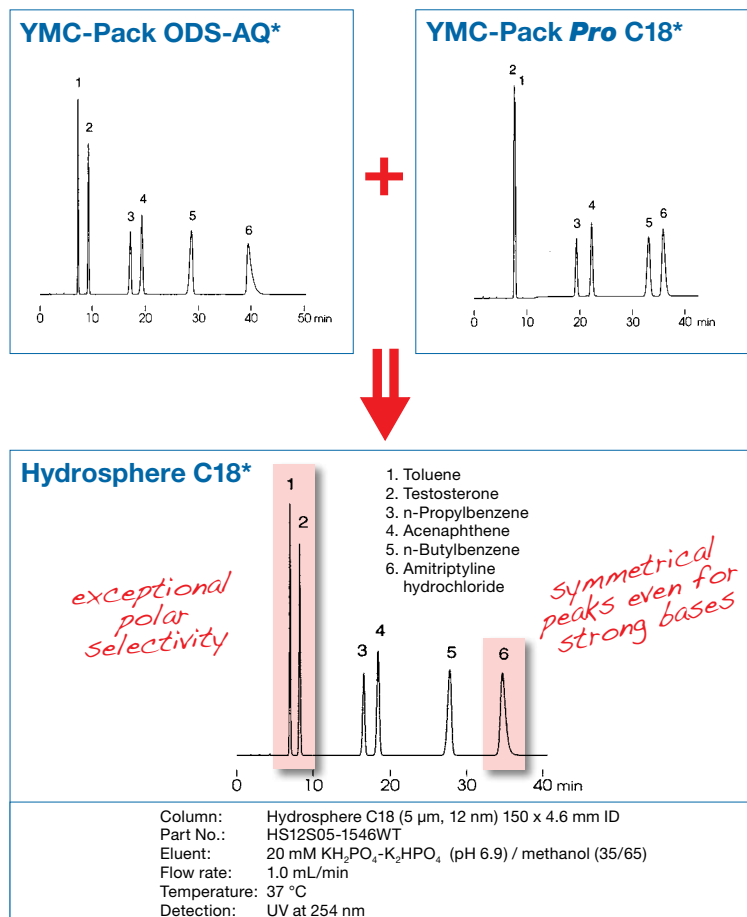 YMC-Pack ODS-AQ*
1
2
3
4
5
6
0 10 20 30 40 50 min
+
YMC-Pack Pro C18*
2
1
3
4
5
6
0 10 20 30 40 min
Hydrosphere C18*
1
2
3
4
5
6
1. Toluene
2. Testosterone
3. n-Propylbenzene
4. Acenaphthene
5. n-Butylbenzene
6. Amitriptyline
hydrochloride
exceptional
polar
selectivity
symmetrical
peaks even for
strong bases
0 10 20 30 40 min
Column: Hydrosphere C18 (5 µm, 12 nm) 150 x 4.6 mm ID
Part No.: HS12S05-1546WT
Eluent: 20 mM KH₂PO₄-K₂HPO₄ (pH 6.9) / methanol (35/65)
Flow rate: 1.0 mL/min
Temperature: 37 °C
Detection: UV at 254 nm